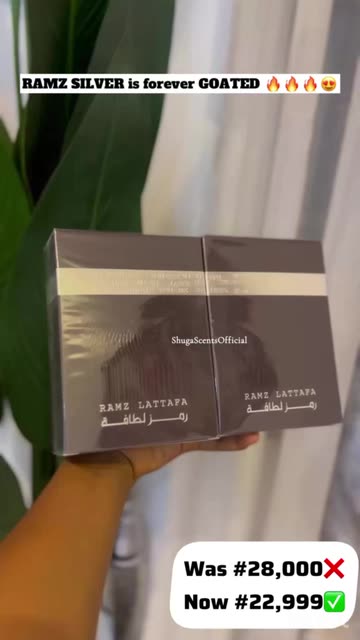 RAMZ SILVER is forever GOATED 🔥🔥🔥😍
ShugaScentsOfficial
RAMZ LATTAFA
رمز لطافة
RAMZ LATTAFA
رمز لطافة
Was #28,000❌
Now #22,999✅